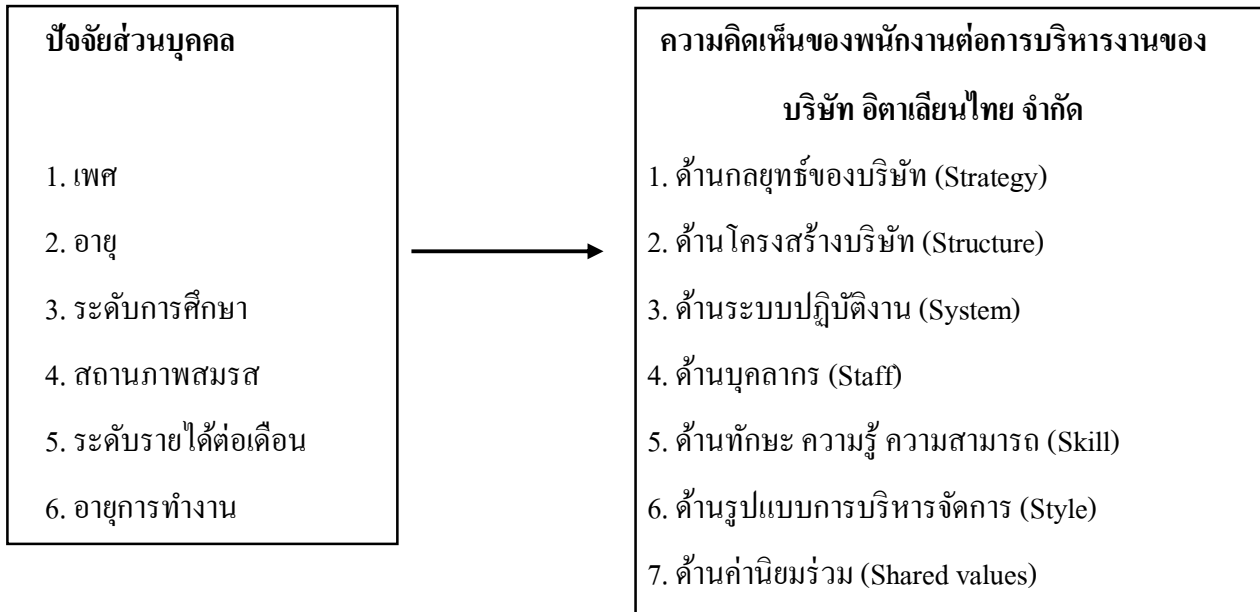 ปัจจัยส่วนบุคคล
1. เพศ
2. อายุ
3. ระดับการศึกษา
4. สถานภาพสมรส
5. ระดับรายได้ต่อเดือน
6. อายุการทำงาน
ความคิดเห็นของพนักงานต่อการบริหารงานของ
บริษัท อิตาเลียนไทย จำกัด
1. ด้านกลยุทธ์ของบริษัท (Strategy)
2. ด้านโครงสร้างบริษัท (Structure)
3. ด้านระบบปฏิบัติงาน (System)
4. ด้านบุคลากร (Staff)
5. ด้านทักษะ ความรู้ ความสามารถ (Skill)
6. ด้านรูปแบบการบริหารจัดการ (Style)
7. ด้านค่านิยมร่วม (Shared values)